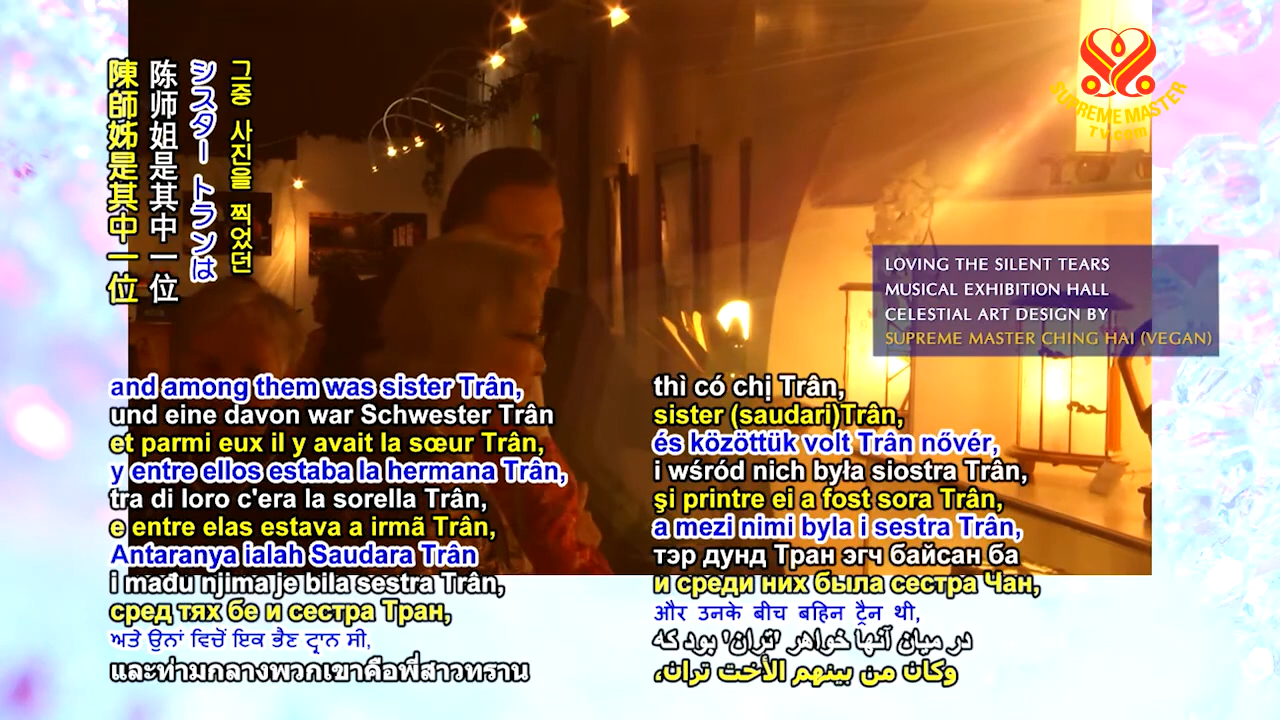 陳師姊是其中一位
陈师姐是其中一位
シスター トランは
그중 사진을 찍었던
SUPREME MASTER
TV.com
LOVING THE SILENT TEARS
MUSICAL EXHIBITION HALL
CELESTIAL ART DESIGN BY
SUPREME MASTER CHING HAI (VEGAN)
and among them was sister Trân,
und eine davon war Schwester Trân
et parmi eux il y avait la sœur Trân,
y entre ellos estaba la hermana Trân,
tra di loro c'era la sorella Trân,
e entre elas estava a irmã Trân,
Antaranya ialah Saudara Trân
i mađu njima je bila sestra Trân,
сред тях бе и сестра Тран,
ਅਤੇ ਉਨਾਂ ਵਿਚੋਂ ਇਕ ਭੈਣ ਟ੍ਰਾਨ ਸੀ,
และท่ามกลางพวกเขาคือพี่สาวทราน
thì có chị Trân,
sister (saudari)Trân,
és közöttük volt Trân nővér,
i wśród nich była siostra Trân,
şi printre ei a fost sora Trân,
a mezi nimi byla i sestra Trân,
тэр дунд Тран эгч байсан ба
и среди них была сестра Чан,
और उनके बीच बहिन ट्रैन थी,
در میان آنها خواهر 'تران' بود که
وكان من بينهم الأخت تران،